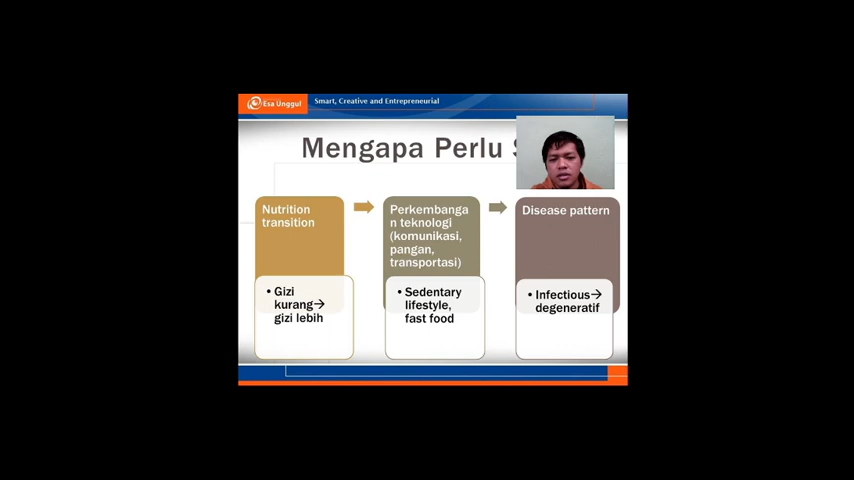 Esa Unggul
Smart, Creative and Entrepreneurial
Mengapa Perlu
Nutrition
transition
• Gizi
kurang→
gizi lebih
Perkembanga
n teknologi
(komunikasi,
pangan,
transportasi)
• Sedentary
lifestyle,
fast food
Disease pattern
• Infectious→
degeneratif